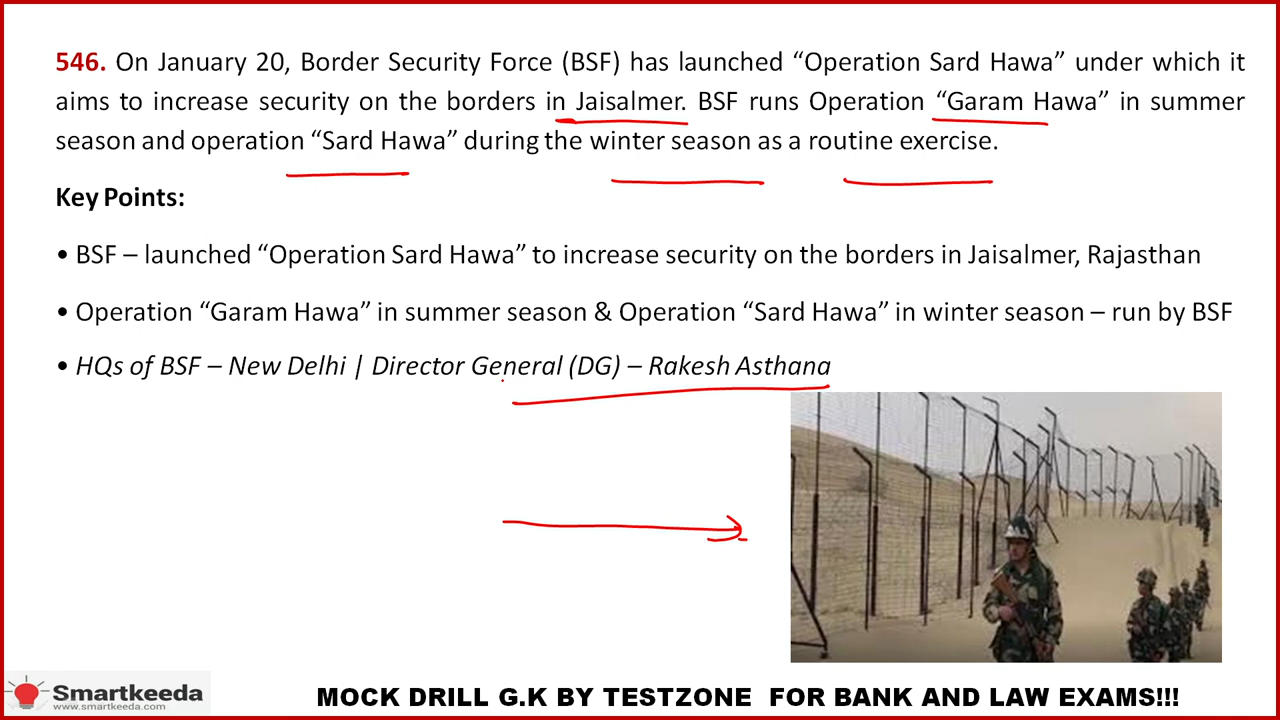 546. On January 20, Border Security Force (BSF) has launched “Operation Sard Hawa” under which it
aims to increase security on the borders in Jaisalmer. BSF runs Operation “Garam Hawa” in summer
season and operation “Sard Hawa” during the winter season as a routine exercise.
Key Points:
• BSF – launched “Operation Sard Hawa” to increase security on the borders in Jaisalmer, Rajasthan
• Operation “Garam Hawa” in summer season & Operation “Sard Hawa” in winter season – run by BSF
• HQs of BSF – New Delhi | Director General (DG) – Rakesh Asthana
Smartkeeda
www.smartkeeda.com
MOCK DRILL G.K BY TESTZONE FOR BANK AND LAW EXAMS!!!